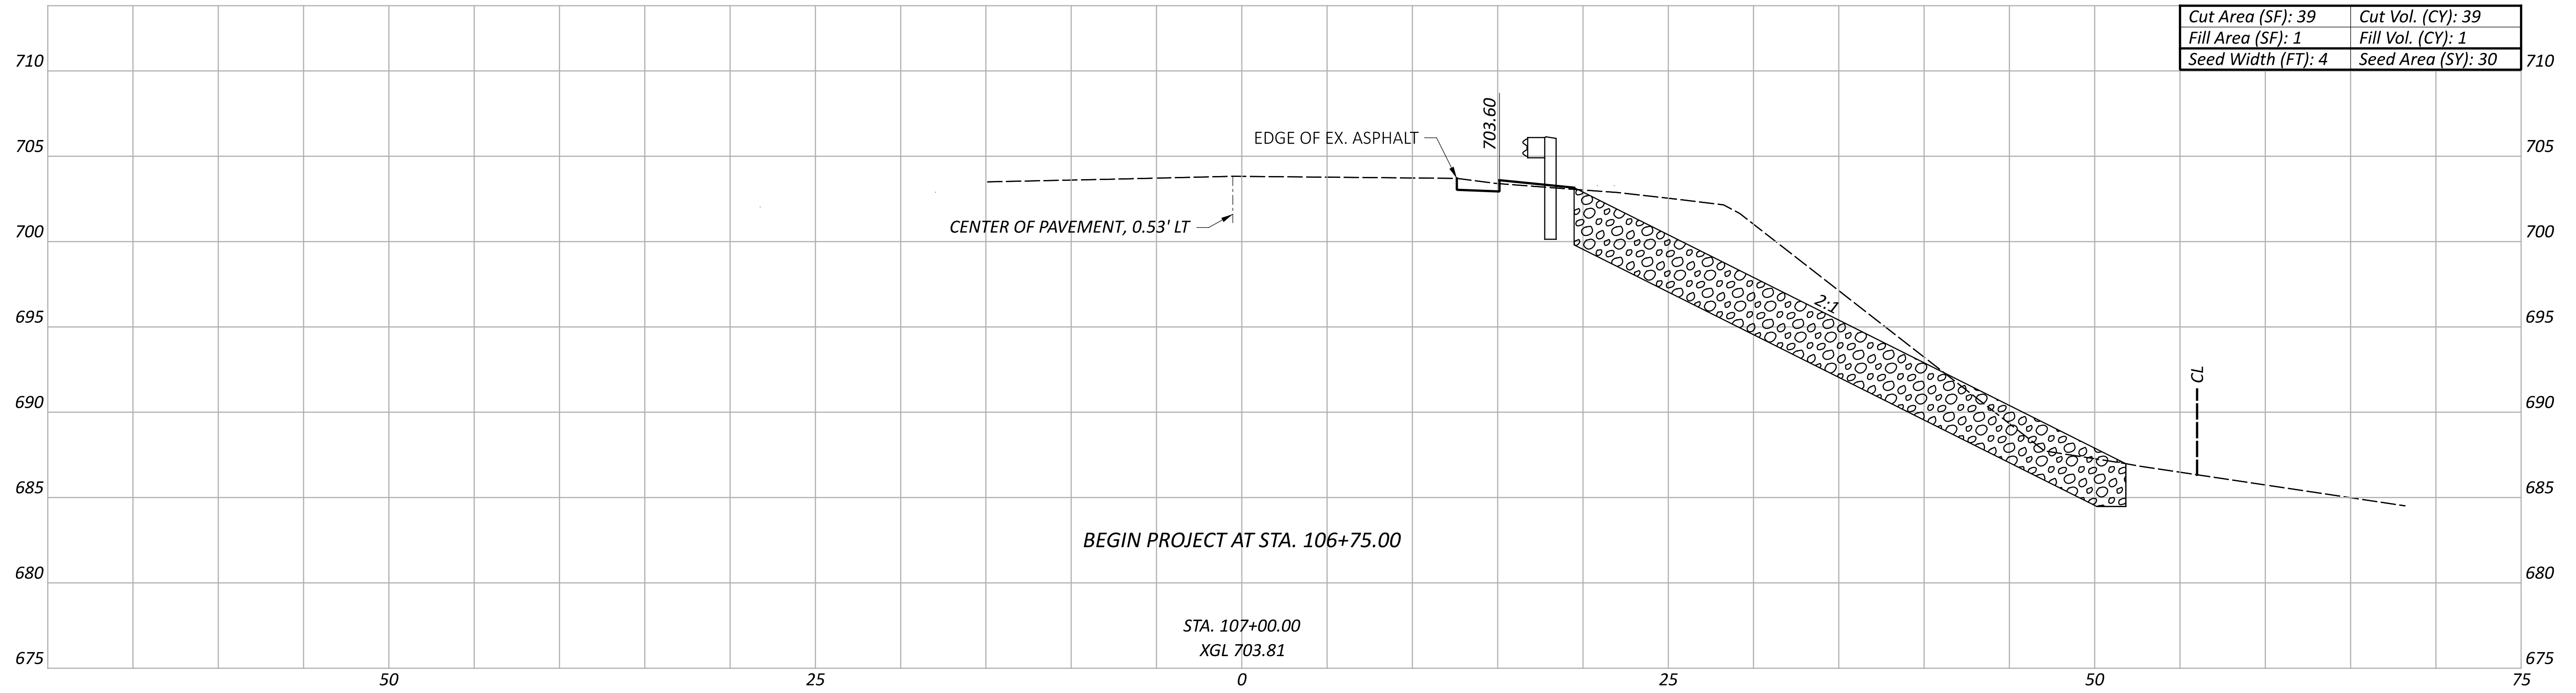 Cut Area (SF): 39 Cut Vol. (CY): 39
Fill Area (SF): 1 Fill Vol. (CY): 1
Seed Width (FT): 4 Seed Area (SY): 30
710 710
703.60
EDGE OF EX. ASPHALT
705 705
CENTER OF PAVEMENT, 0.53' LT
700 700
2:1
695 695
CL
690 690
685 685
BEGIN PROJECT AT STA. 106+75.00
680 680
STA. 107+00.00
XGL 703.81
675 675
50 25 0 25 50 75